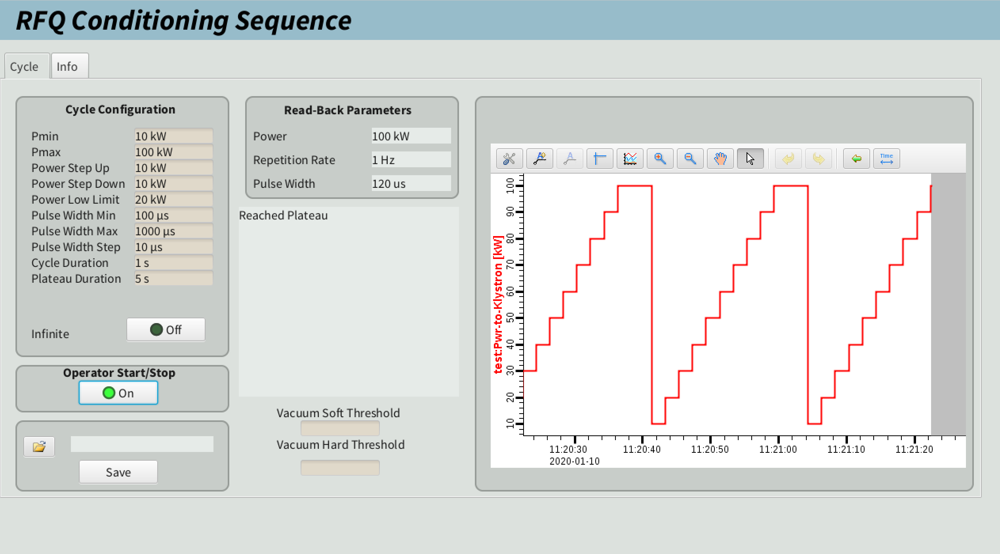 RFQ Conditioning Sequence
Cycle
Info
Cycle Configuration
Pmin 10 kW
Pmax 100 kW
Power Step Up 10 kW
Power Step Down 10 kW
Power Low Limit 20 kW
Pulse Width Min 100 µs
Pulse Width Max 1000 µs
Pulse Width Step 10 µs
Cycle Duration 1 s
Plateau Duration 5 s
Infinite Off
Operator Start/Stop
On
Save
Read-Back Parameters
Power 100 kW
Repetition Rate 1 Hz
Pulse Width 120 us
Reached Plateau
Vacuum Soft Threshold
Vacuum Hard Threshold
A
A
Time
test:Pwr-to-Klystron [kW]
100
90
80
70
60
50
40
30
20
10
11:20:30 11:20:40 11:20:50 11:21:00 11:21:10 11:21:20
2020-01-10